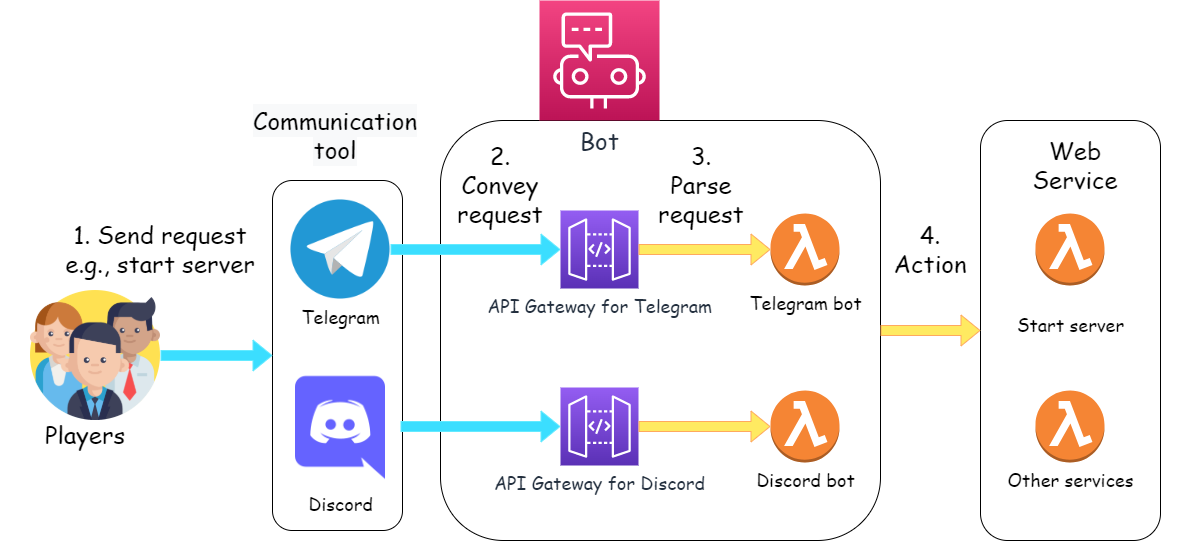 Communication
tool
Bot
Web
Service
1. Send request
e.g., start server
2.
Convey
request
3.
Parse
request
4.
Action
Players
Telegram
API Gateway for Telegram
Telegram bot
Start server
Discord
API Gateway for Discord
Discord bot
Other services